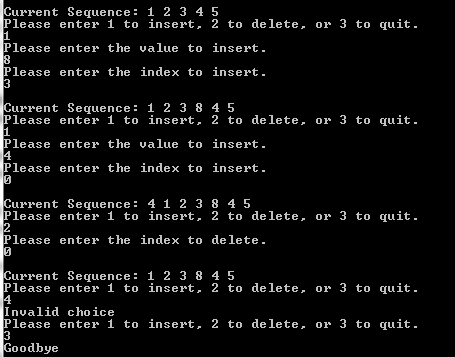 Current Sequence: 1 2 3 4 5
Please enter 1 to insert, 2 to delete, or 3 to quit.
1
Please enter the value to insert.
8
Please enter the index to insert.
3
Current Sequence: 1 2 3 8 4 5
Please enter 1 to insert, 2 to delete, or 3 to quit.
1
Please enter the value to insert.
4
Please enter the index to insert.
0
Current Sequence: 4 1 2 3 8 4 5
Please enter 1 to insert, 2 to delete, or 3 to quit.
2
Please enter the index to delete.
0
Current Sequence: 1 2 3 8 4 5
Please enter 1 to insert, 2 to delete, or 3 to quit.
4
Invalid choice
Please enter 1 to insert, 2 to delete, or 3 to quit.
3
Goodbye